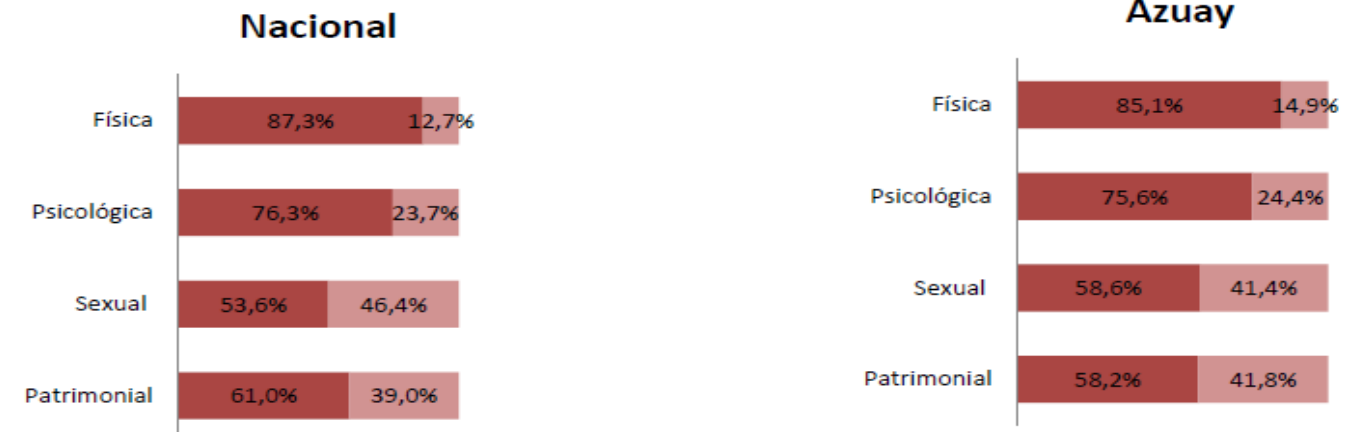 Nacional
Física 87,3% 12,7%
Psicológica 76,3% 23,7%
Sexual 53,6% 46,4%
Patrimonial 61,0% 39,0%
Azuay
Física 85,1% 14,9%
Psicológica 75,6% 24,4%
Sexual 58,6% 41,4%
Patrimonial 58,2% 41,8%